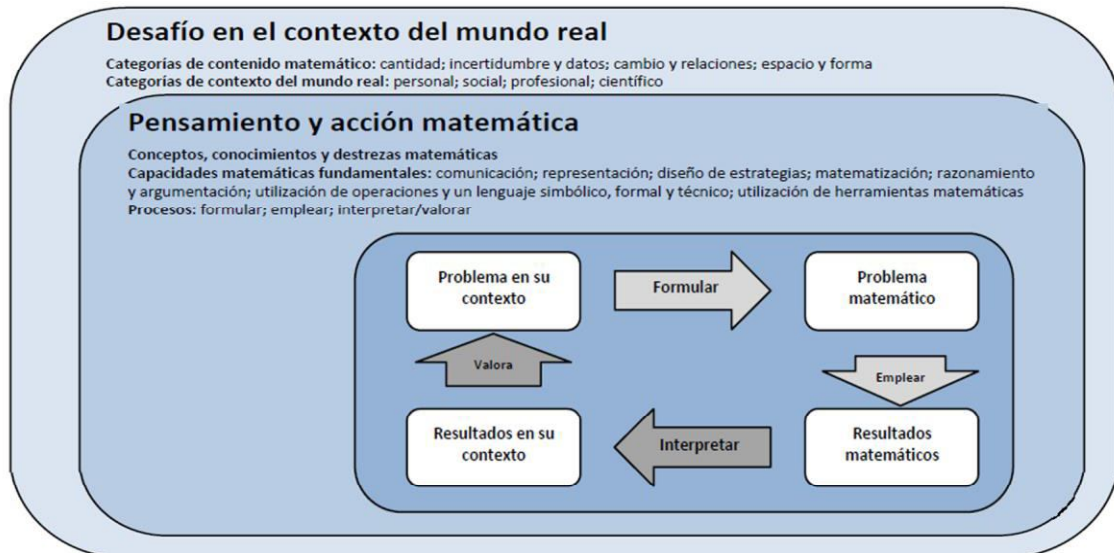 Desafío en el contexto del mundo real
Categorías de contenido matemático: cantidad; incertidumbre y datos; cambio y relaciones; espacio y forma
Categorías de contexto del mundo real: personal; social; profesional; científico
Pensamiento y acción matemática
Conceptos, conocimientos y destrezas matemáticas
Capacidades matemáticas fundamentales: comunicación; representación; diseño de estrategias; matematización; razonamiento
y argumentación; utilización de operaciones y un lenguaje simbólico, formal y técnico; utilización de herramientas matemáticas
Procesos: formular; emplear; interpretar/valorar
Problema en su
contexto
Formular
Problema
matemático
Valora
Emplear
Resultados en su
contexto
Interpretar
Resultados
matemáticos